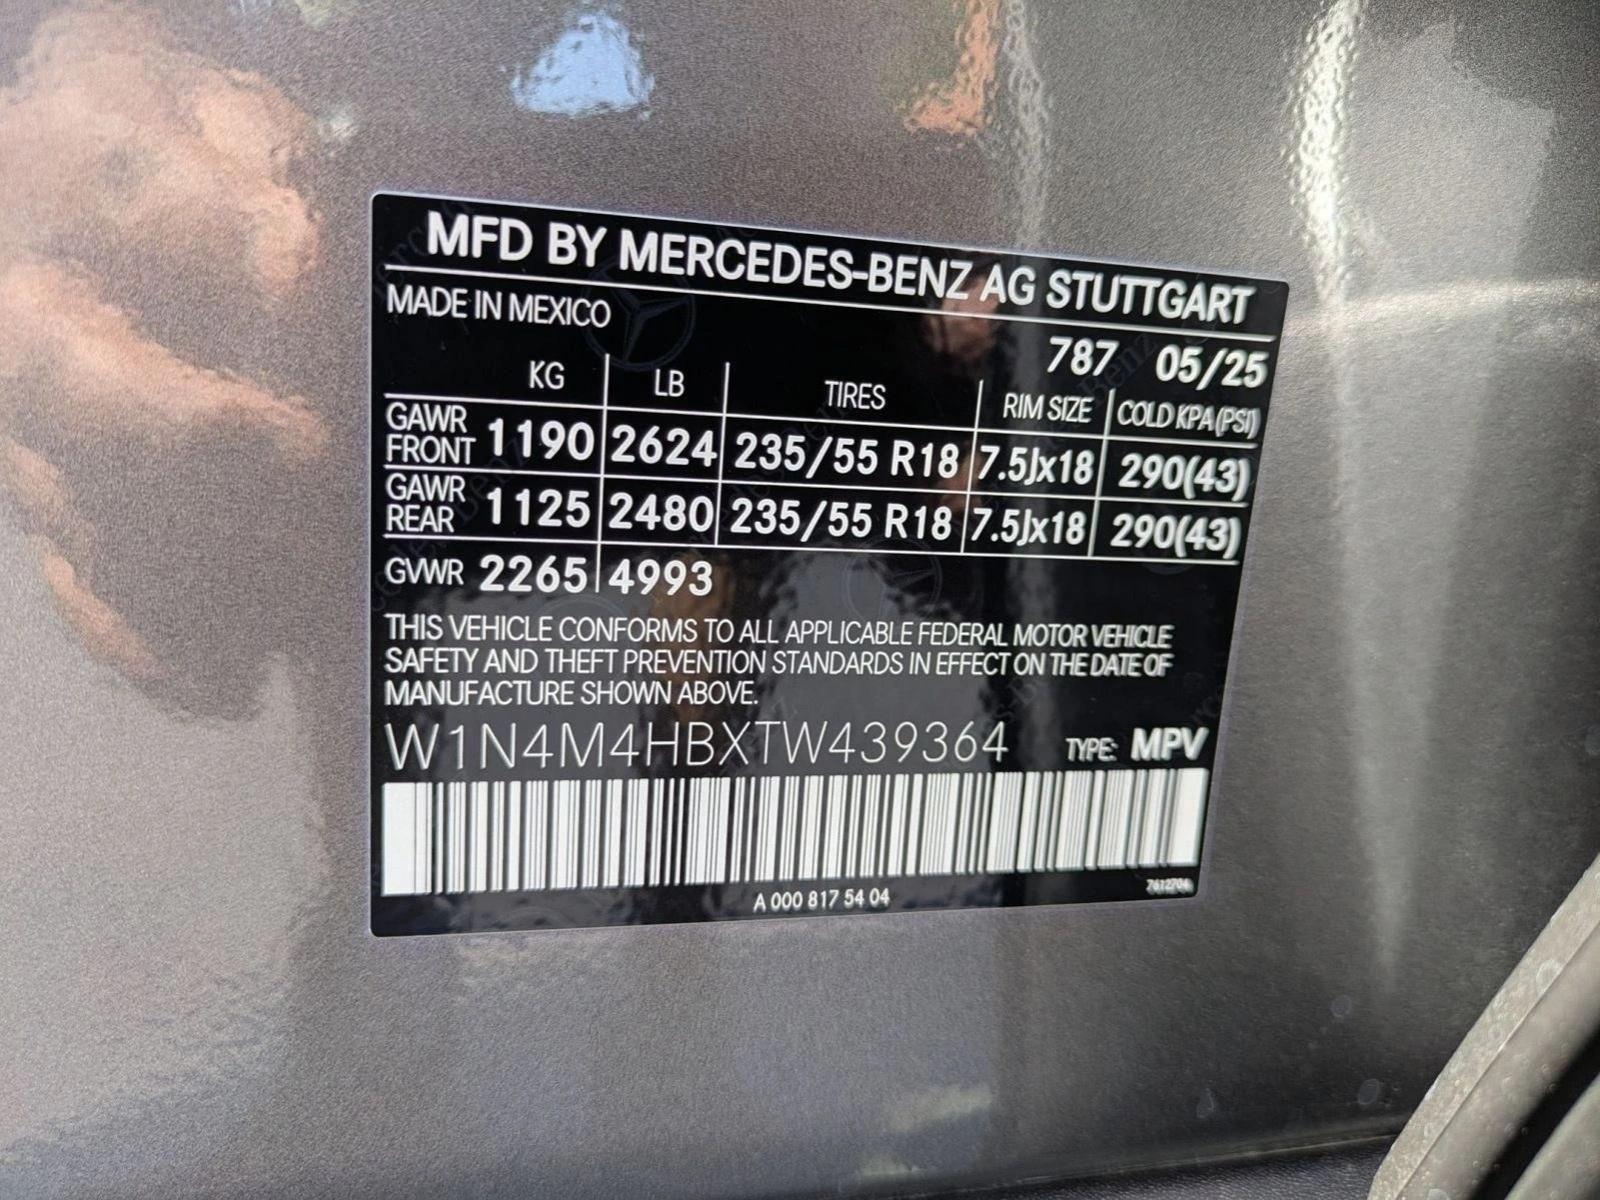 MFD BY MERCEDES-BENZ AG STUTTGART
MADE IN MEXICO
787 05/25
KG LB TIRES RIM SIZE COLD KPA (PSI)
GAWR FRONT 1190 2624 235/55 R18 7.5Jx18 290(43)
GAWR REAR 1125 2480 235/55 R18 7.5Jx18 290(43)
GVWR 2265 4993
THIS VEHICLE CONFORMS TO ALL APPLICABLE FEDERAL MOTOR VEHICLE
SAFETY AND THEFT PREVENTION STANDARDS IN EFFECT ON THE DATE OF
MANUFACTURE SHOWN ABOVE.
W1N4M4HBXTW439364 TYPE: MPV
A 000 817 54 04
7612704